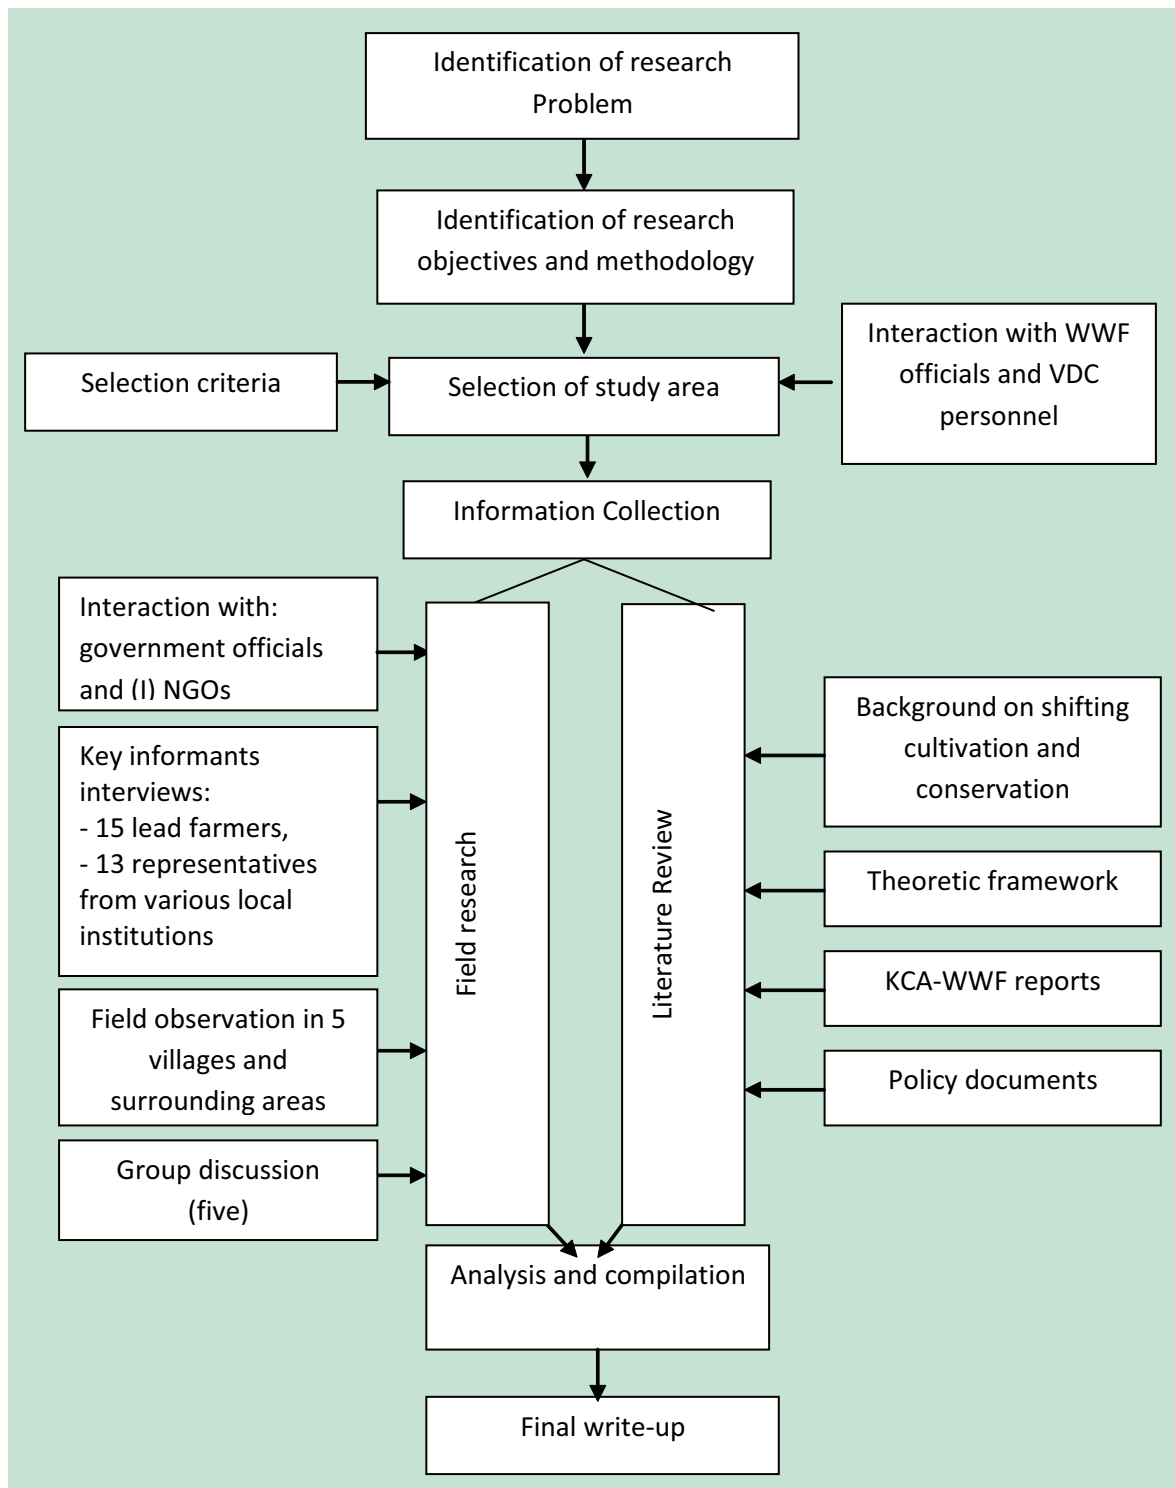 Identification of research
Problem
Identification of research
objectives and methodology
Selection criteria
Selection of study area
Interaction with WWF
officials and VDC
personnel
Information Collection
Interaction with:
government officials
and (I) NGOs
Key informants
interviews:
- 15 lead farmers,
- 13 representatives
from various local
institutions
Field observation in 5
villages and
surrounding areas
Group discussion
(five)
Field research
Literature Review
Background on shifting
cultivation and
conservation
Theoretic framework
KCA-WWF reports
Policy documents
Analysis and compilation
Final write-up